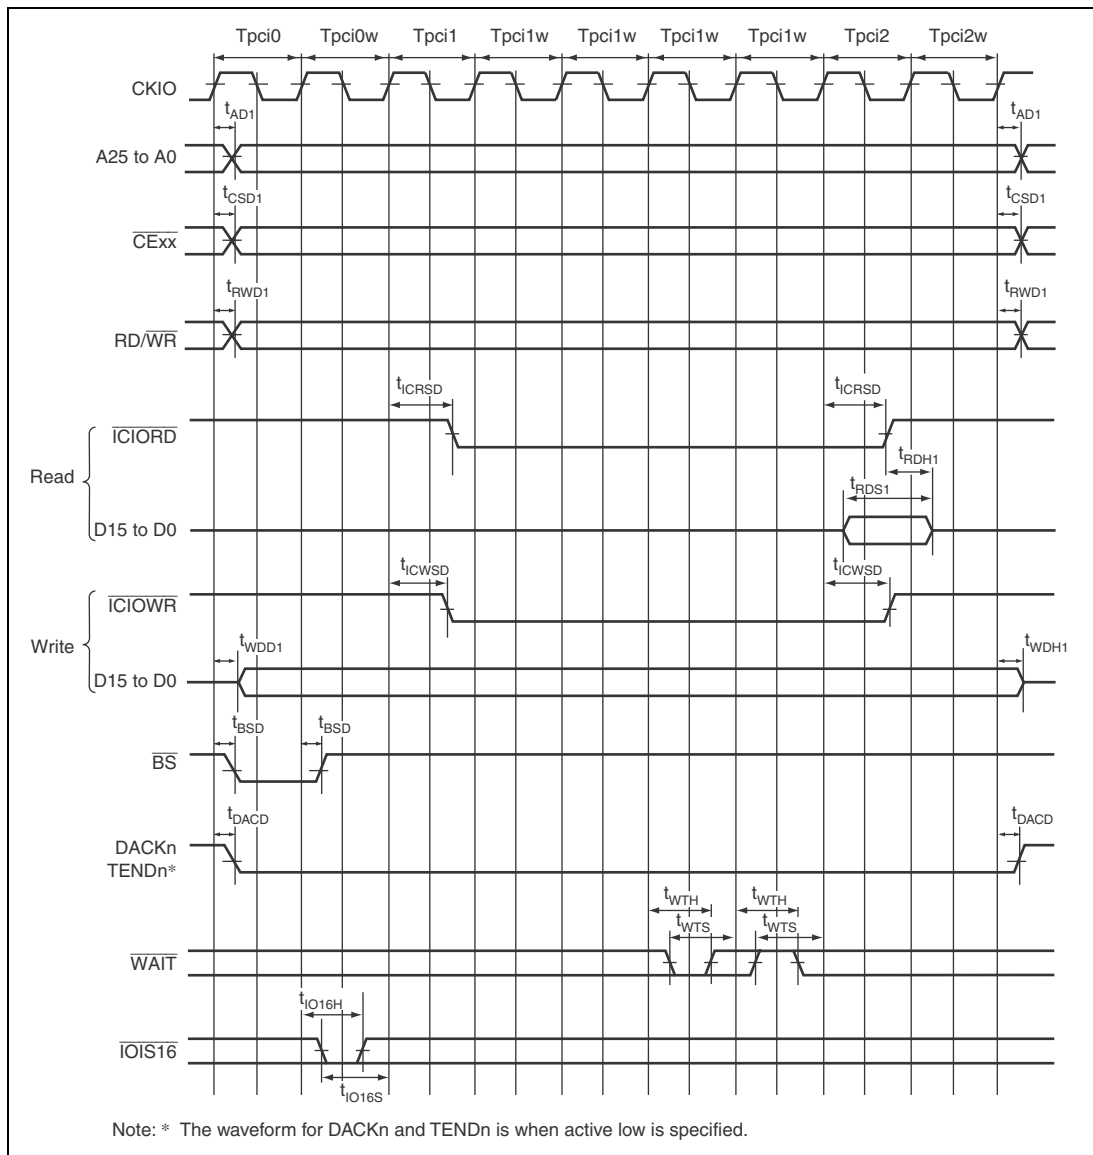 Tpci0 Tpci0w Tpci1 Tpci1w Tpci1w Tpci1w Tpci1w Tpci2 Tpci2w
CKIO
tAD1 tAD1
A25 to A0
tCSD1 tCSD1
CExx
tRWD1 tRWD1
RD/WR
tICRSD tICRSD
ICIORD
tRDH1
Read
tRDS1
D15 to D0
tICWSD tICWSD
ICIOWR
Write
tWDD1 tWDH1
D15 to D0
tBSD tBSD
BS
tDACD tDACD
DACKn
TENDn*
tWTH tWTH
tWTS tWTS
WAIT
tIO16H
IOIS16
tIO16S
Note: * The waveform for DACKn and TENDn is when active low is specified.